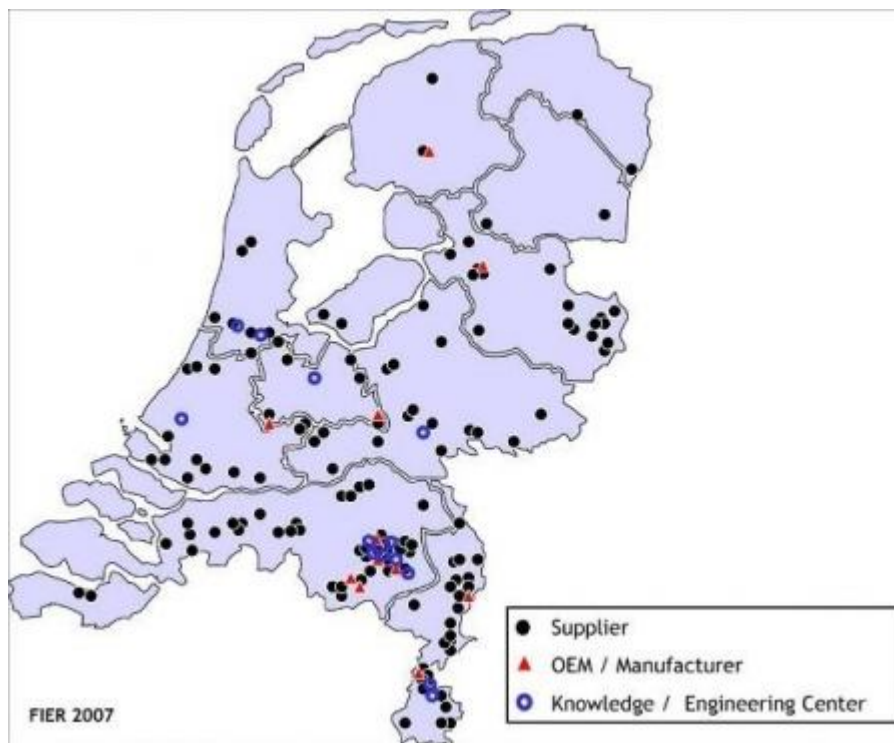 Supplier
OEM / Manufacturer
Knowledge / Engineering Center
FIER 2007